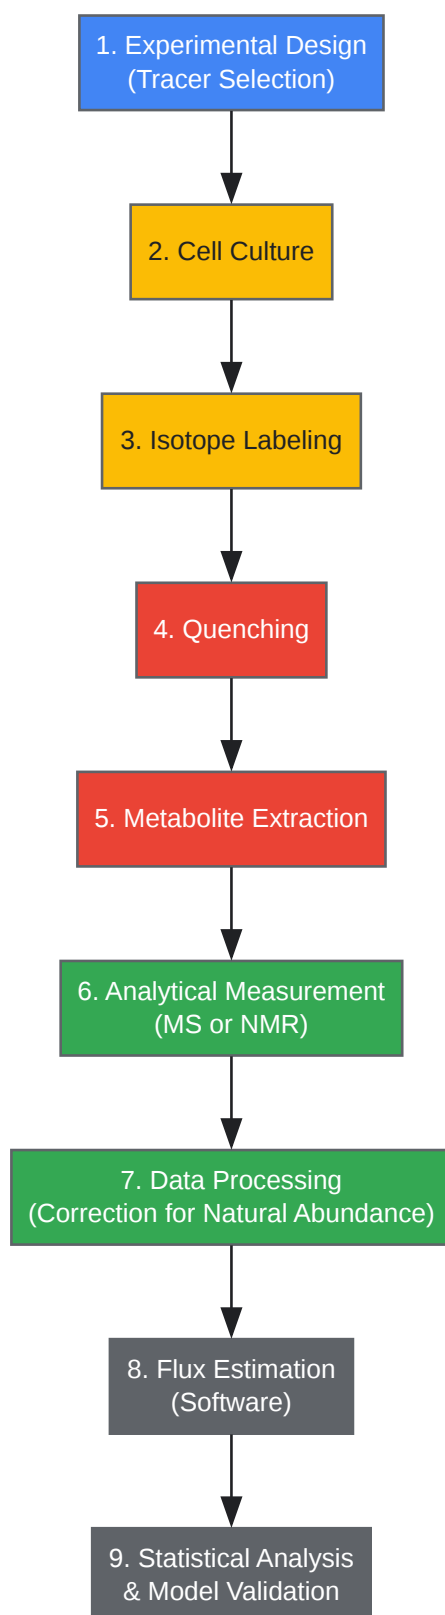 1. Experimental Design
(Tracer Selection)
2. Cell Culture
3. Isotope Labeling
4. Quenching
5. Metabolite Extraction
6. Analytical Measurement
(MS or NMR)
7. Data Processing
(Correction for Natural Abundance)
8. Flux Estimation
(Software)
9. Statistical Analysis
& Model Validation